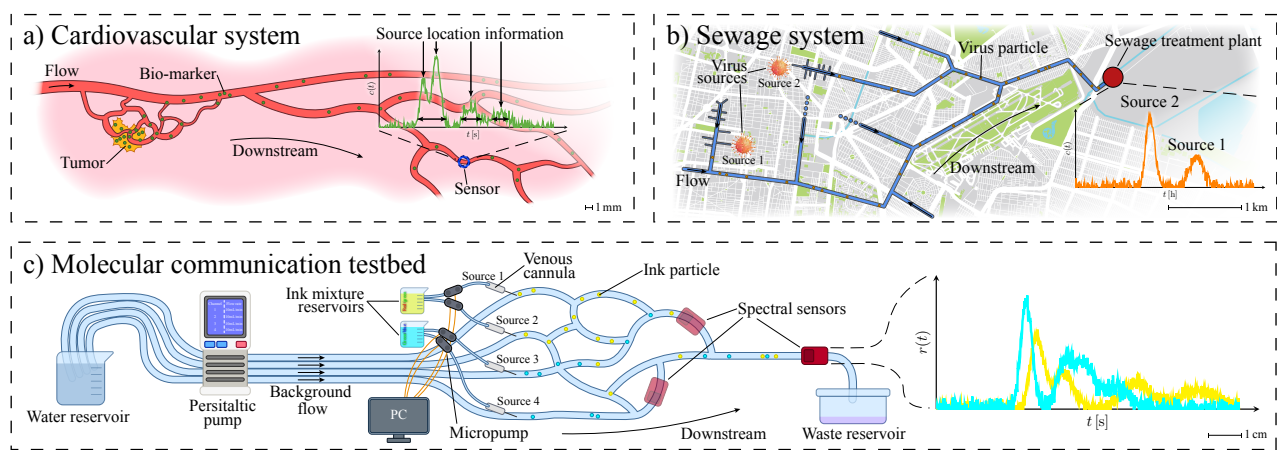 a) Cardiovascular system
Source location information
Flow
Bio-marker
Tumor
Downstream
Sensor
c(t)
t [s]
1 mm
b) Sewage system
Virus sources
Source 2
Source 1
Virus particle
Sewage treatment plant
Flow
Downstream
Source 2
Source 1
c(t)
t [h]
1 km
c) Molecular communication testbed
Water reservoir
Persitaltic
pump
Background
flow
Ink mixture
reservoirs
PC
Micropump
Source 1
Source 2
Source 3
Source 4
Venous
cannula
Ink particle
Spectral sensors
Downstream
Waste reservoir
r(t)
t [s]
1 cm